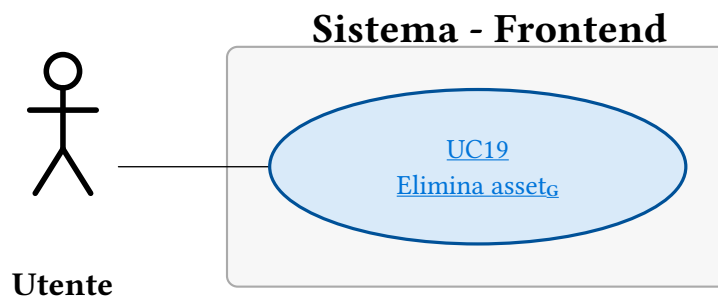 Sistema - Frontend
UC19
Elimina assetG
Utente